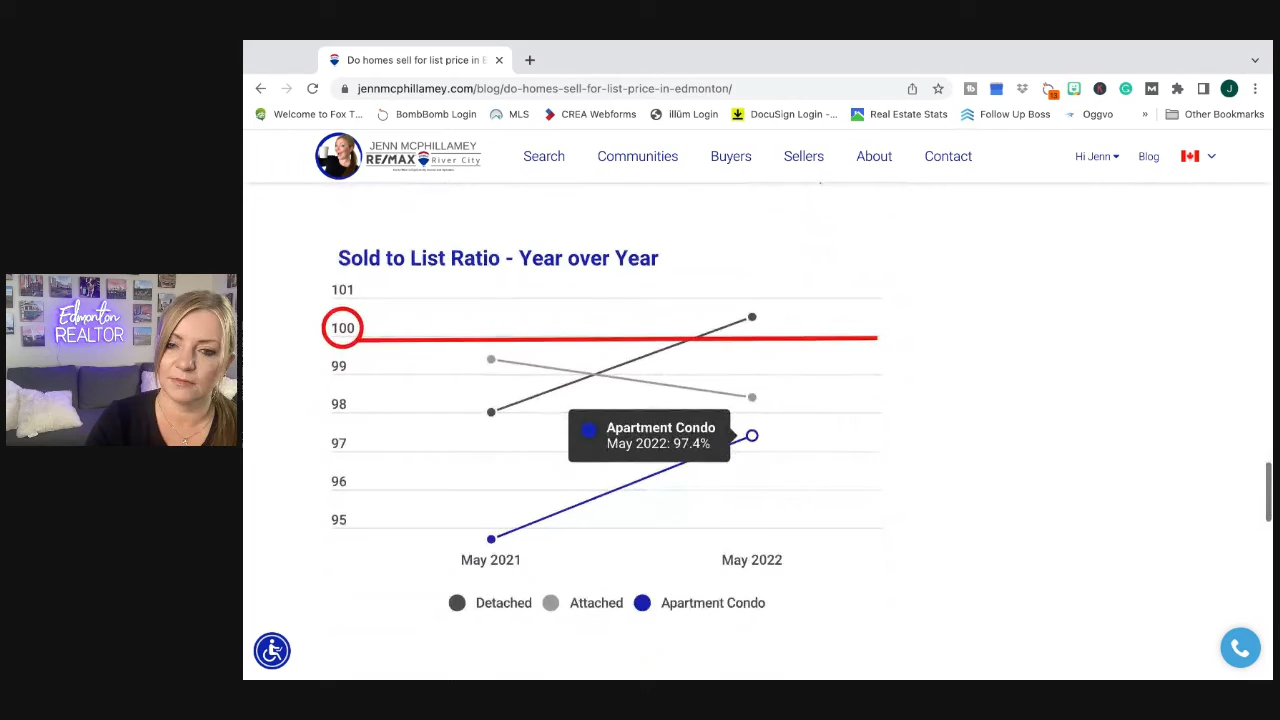 Do homes sell for list price in E
jennmcphillamey.com/blog/do-homes-sell-for-list-price-in-edmonton/
13
J
Welcome to Fox T...
BombBomb Login
MLS
CREA Webforms
illūm Login
DocuSign Login -...
Real Estate Stats
Follow Up Boss
Oggvo
»
Other Bookmarks
JENN MCPHILLAMEY
RE/MAX River City
Search
Communities
Buyers
Sellers
About
Contact
Hi Jenn
Blog
Edmonton
REALTOR
Sold to List Ratio - Year over Year
101
100
99
98
97
96
95
Apartment Condo
May 2022: 97.4%
May 2021
May 2022
Detached
Attached
Apartment Condo